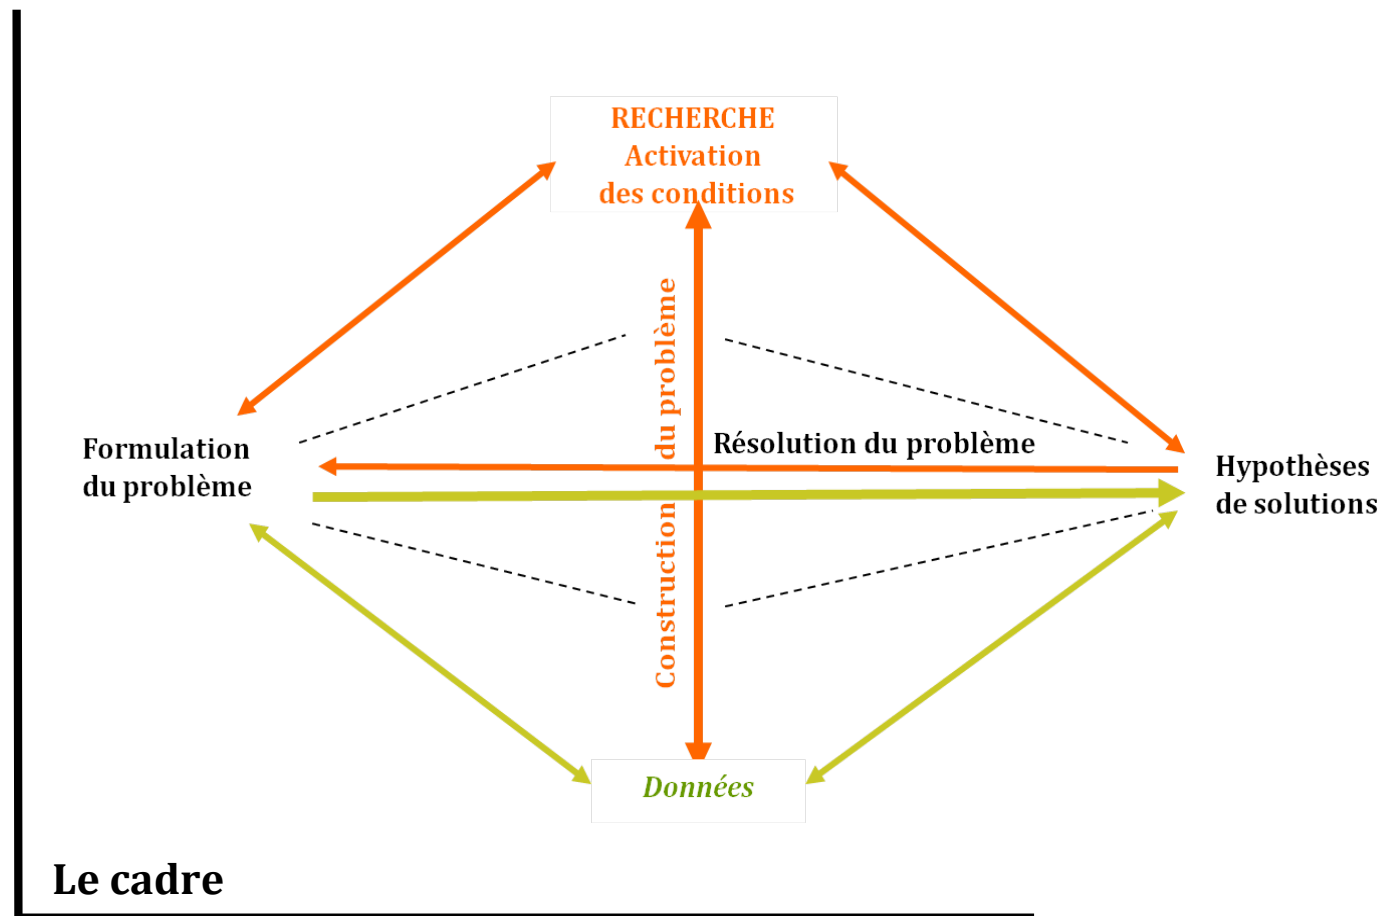 RECHERCHE
Activation
des conditions
Construction du problème
Résolution du problème
Formulation
du problème
Hypothèses
de solutions
Données
Le cadre